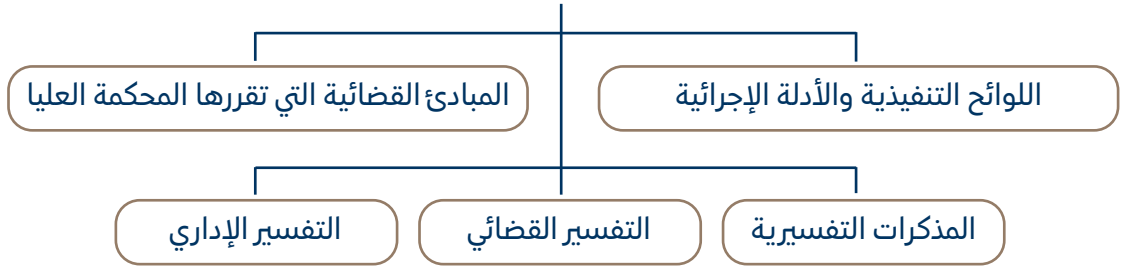 اللوائح التنفيذية والأدلة الإجرائية
المبادئ القضائية التي تقررها المحكمة العليا
المذكرات التفسيرية
التفسير القضائي
التفسير الإداري